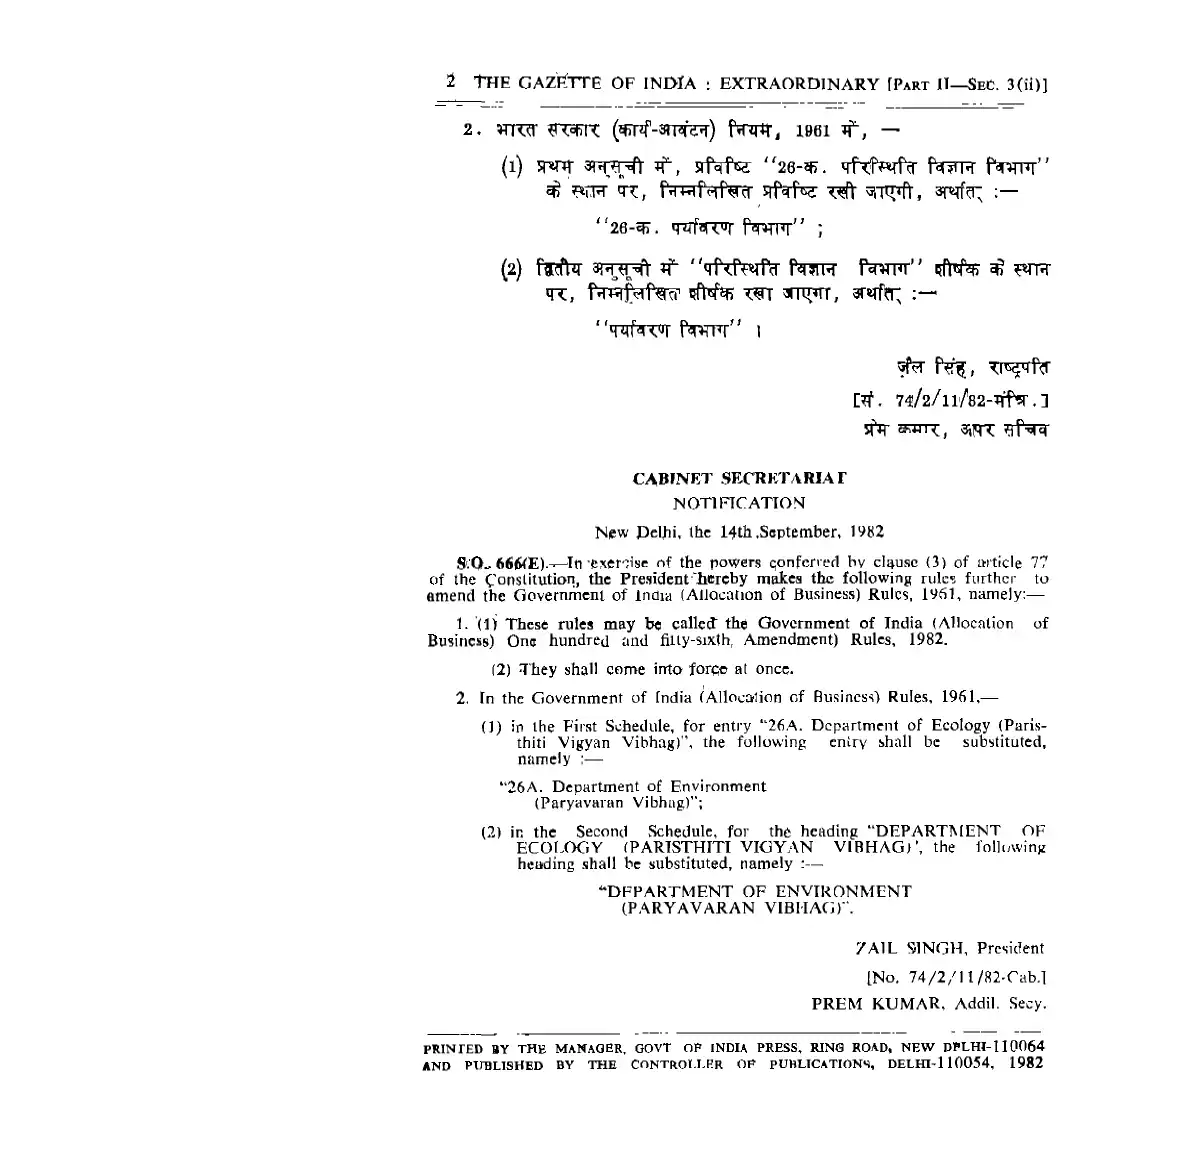 2 THE GAZETTE OF INDIA : EXTRAORDINARY [PART II—SEC. 3(ii)]
2. भारत सरकार (कार्य-आवंटन) नियम, 1961 में, —
(1) प्रथम अनुसूची में, प्रविष्टि "26-क. परिस्थिति विज्ञान विभाग"
के स्थान पर, निम्नलिखित प्रविष्टि रखी जाएगी, अर्थात् :—
"26-क. पर्यावरण विभाग" ;
(2) द्वितीय अनुसूची में "परिस्थिति विज्ञान विभाग" शीर्षक के स्थान
पर, निम्नलिखित शीर्षक रखा जाएगा, अर्थात् :—
"पर्यावरण विभाग" ।
ज़ैल सिंह, राष्ट्रपति
[सं. 74/2/11/82-मंत्रि.]
प्रेम कमार, अपर सचिव
CABINET SECRETARIAT
NOTIFICATION
New Delhi, the 14th September, 1982
S.O. 666(E).—In exercise of the powers conferred by clause (3) of article 77
of the Constitution, the President hereby makes the following rules further to
amend the Government of India (Allocation of Business) Rules, 1961, namely:—
1. (1) These rules may be called the Government of India (Allocation of
Business) One hundred and fifty-sixth, Amendment) Rules, 1982.
(2) They shall come into force at once.
2. In the Government of India (Allocation of Business) Rules, 1961,—
(1) in the First Schedule, for entry "26A. Department of Ecology (Paris-
thiti Vigyan Vibhag)", the following entry shall be substituted,
namely :—
"26A. Department of Environment
(Paryavaran Vibhag)";
(2) in the Second Schedule, for the heading "DEPARTMENT OF
ECOLOGY (PARISTHITI VIGYAN VIBHAG)', the following
heading shall be substituted, namely :—
"DEPARTMENT OF ENVIRONMENT
(PARYAVARAN VIBHAG)".
ZAIL SINGH, President
[No. 74/2/11/82-Cab.]
PREM KUMAR, Addil. Secy.
PRINTED BY THE MANAGER, GOVT OF INDIA PRESS, RING ROAD, NEW DELHI-110064
AND PUBLISHED BY THE CONTROLLER OF PUBLICATIONS, DELHI-110054, 1982